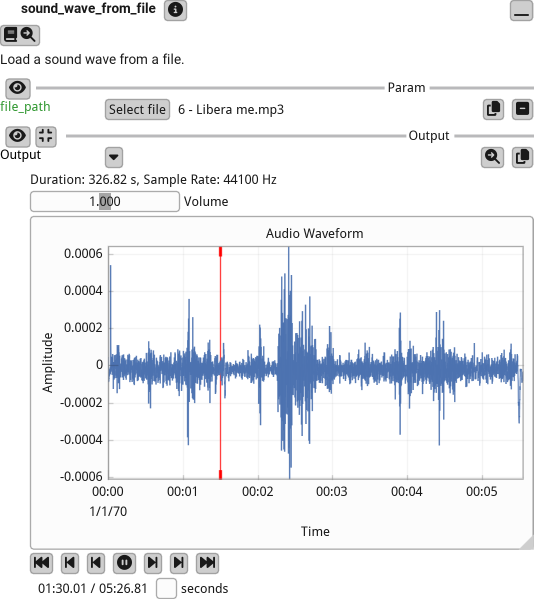 sound_wave_from_file
Load a sound wave from a file.
Param
file_path Select file 6 - Libera me.mp3
Output
Output
Duration: 326.82 s, Sample Rate: 44100 Hz
1.000 Volume
Audio Waveform
0.0006
0.0004
0.0002
0
-0.0002
-0.0004
-0.0006
Amplitude
00:00 00:01 00:02 00:03 00:04 00:05
1/1/70
Time
01:30.01 / 05:26.81 seconds